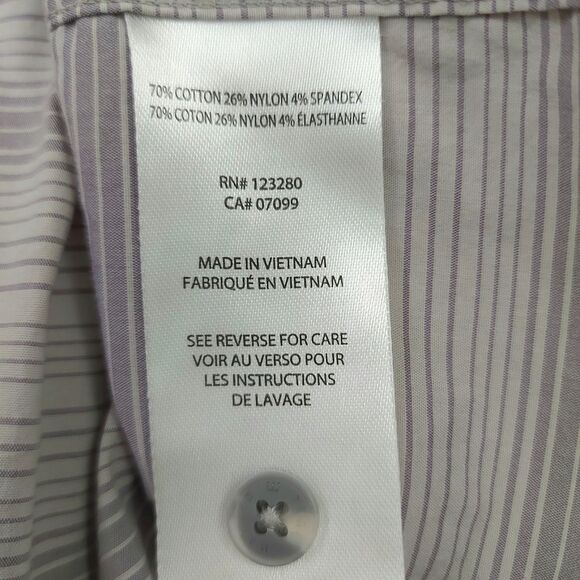 70% COTTON 26% NYLON 4% SPANDEX
70% COTON 26% NYLON 4% ÉLASTHANNE
RN# 123280
CA# 07099
MADE IN VIETNAM
FABRIQUÉ EN VIETNAM
SEE REVERSE FOR CARE
VOIR AU VERSO POUR
LES INSTRUCTIONS
DE LAVAGE